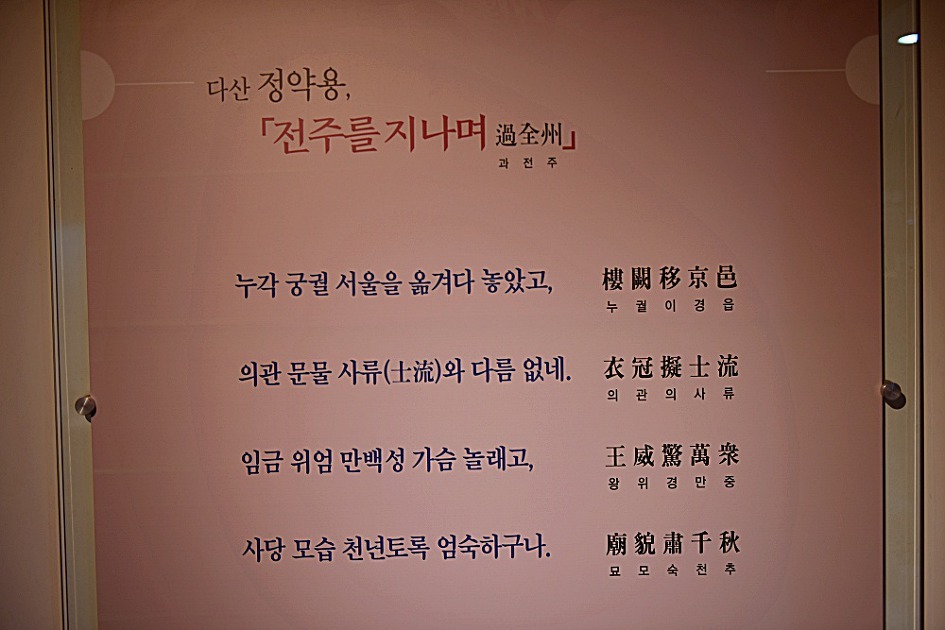 다산 정약용,
「전주를 지나며 過全州」
과 전 주
누각 궁궐 서울을 옮겨다 놓았고, 樓闕移京邑
누 궐 이 경 읍
의관 문물 사류(士流)와 다름 없네. 衣冠擬士流
의 관 의 사 류
임금 위엄 만백성 가슴 놀래고, 王威驚萬衆
왕 위 경 만 중
사당 모습 천년토록 엄숙하구나. 廟貌肅千秋
묘 모 숙 천 추